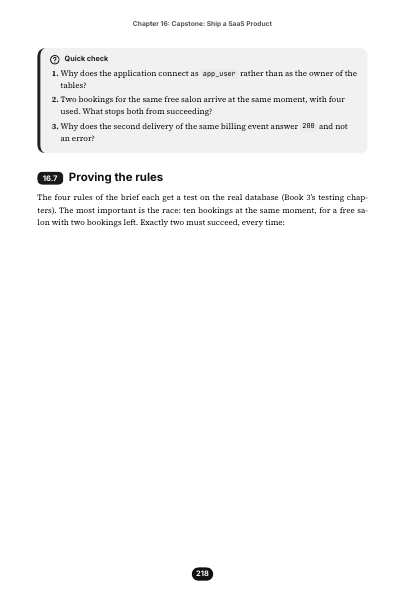 Chapter 16: Capstone: Ship a SaaS Product
Quick check
1. Why does the application connect as app_user rather than as the owner of the
tables?
2. Two bookings for the same free salon arrive at the same moment, with four
used. What stops both from succeeding?
3. Why does the second delivery of the same billing event answer 200 and not
an error?
16.7 Proving the rules
The four rules of the brief each get a test on the real database (Book 3’s testing chap-
ters). The most important is the race: ten bookings at the same moment, for a free sa-
lon with two bookings left. Exactly two must succeed, every time:
218